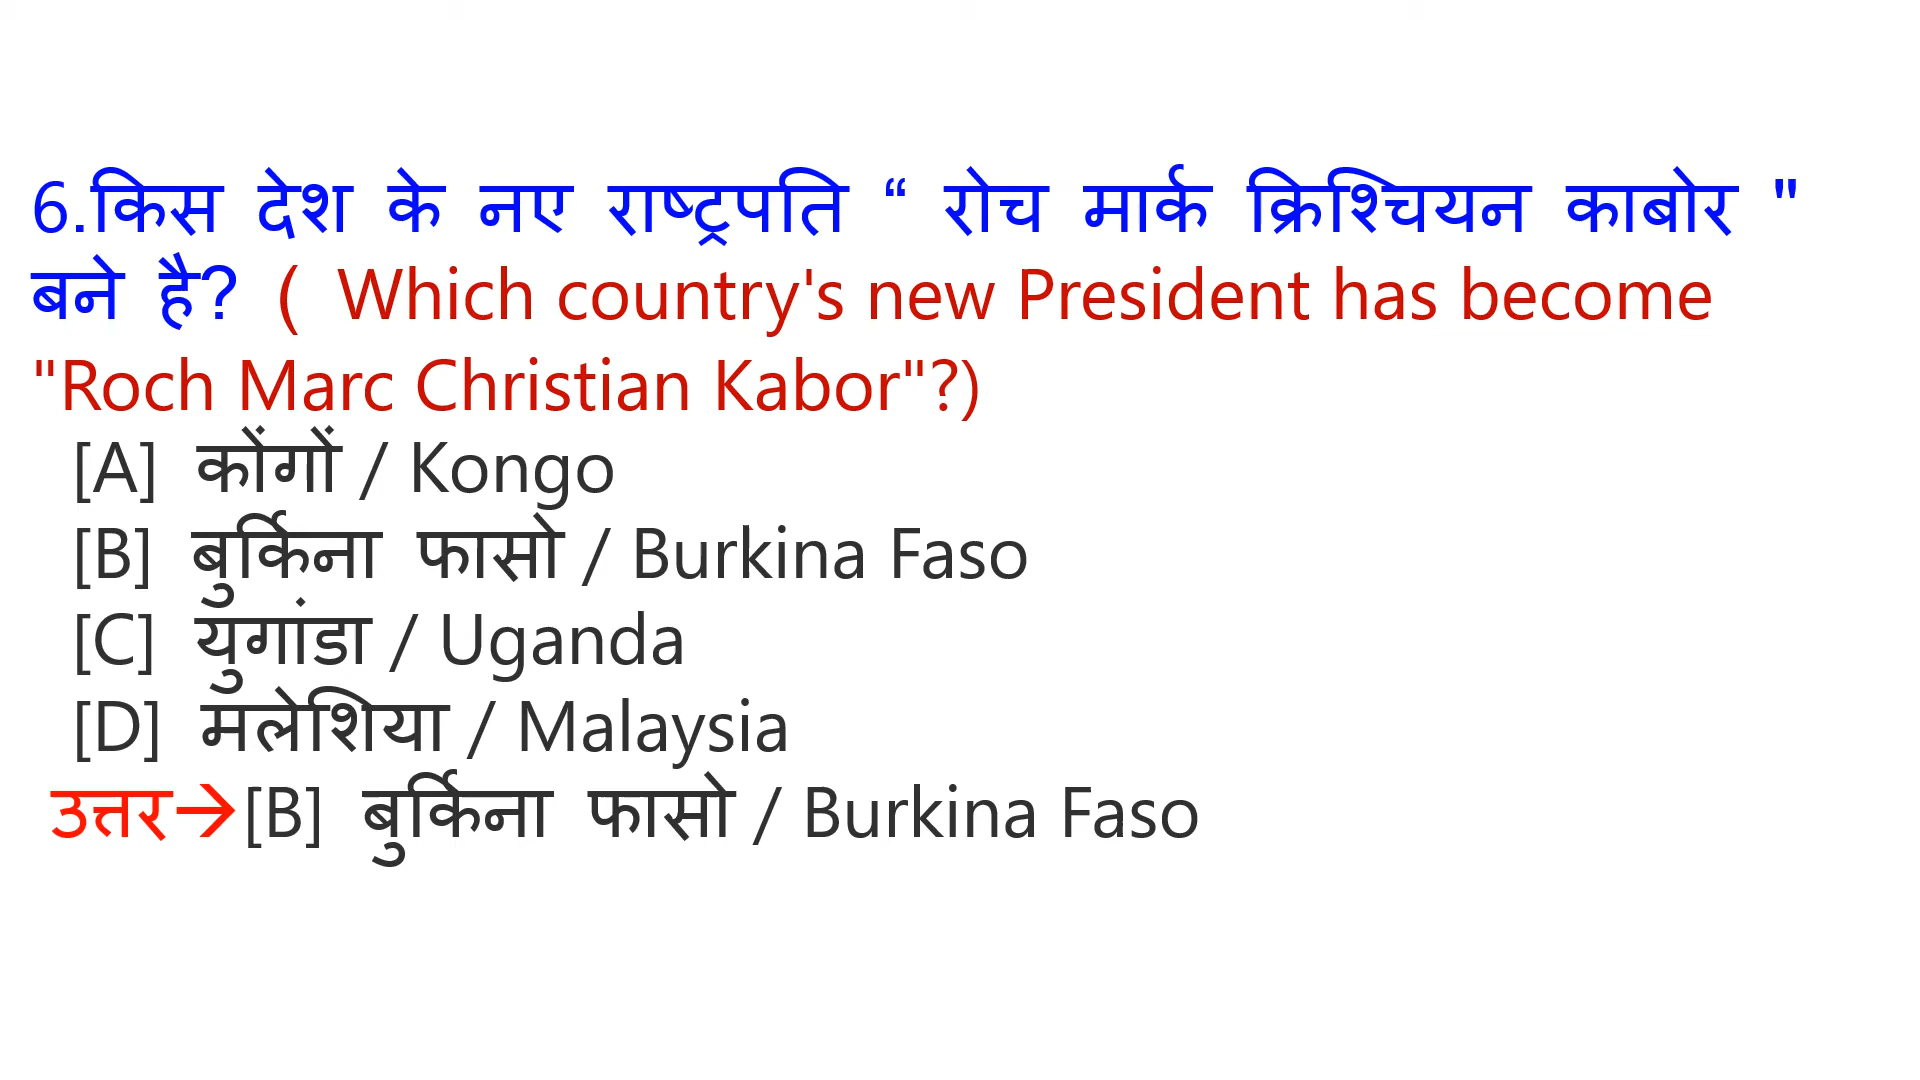 6.किस देश के नए राष्ट्रपति “ रोच मार्क क्रिश्चियन काबोर "
बने है? ( Which country's new President has become
"Roch Marc Christian Kabor"?)
[A] कोंगों / Kongo
[B] बुर्किना फासो / Burkina Faso
[C] युगांडा / Uganda
[D] मलेशिया / Malaysia
उत्तर→[B] बुर्किना फासो / Burkina Faso